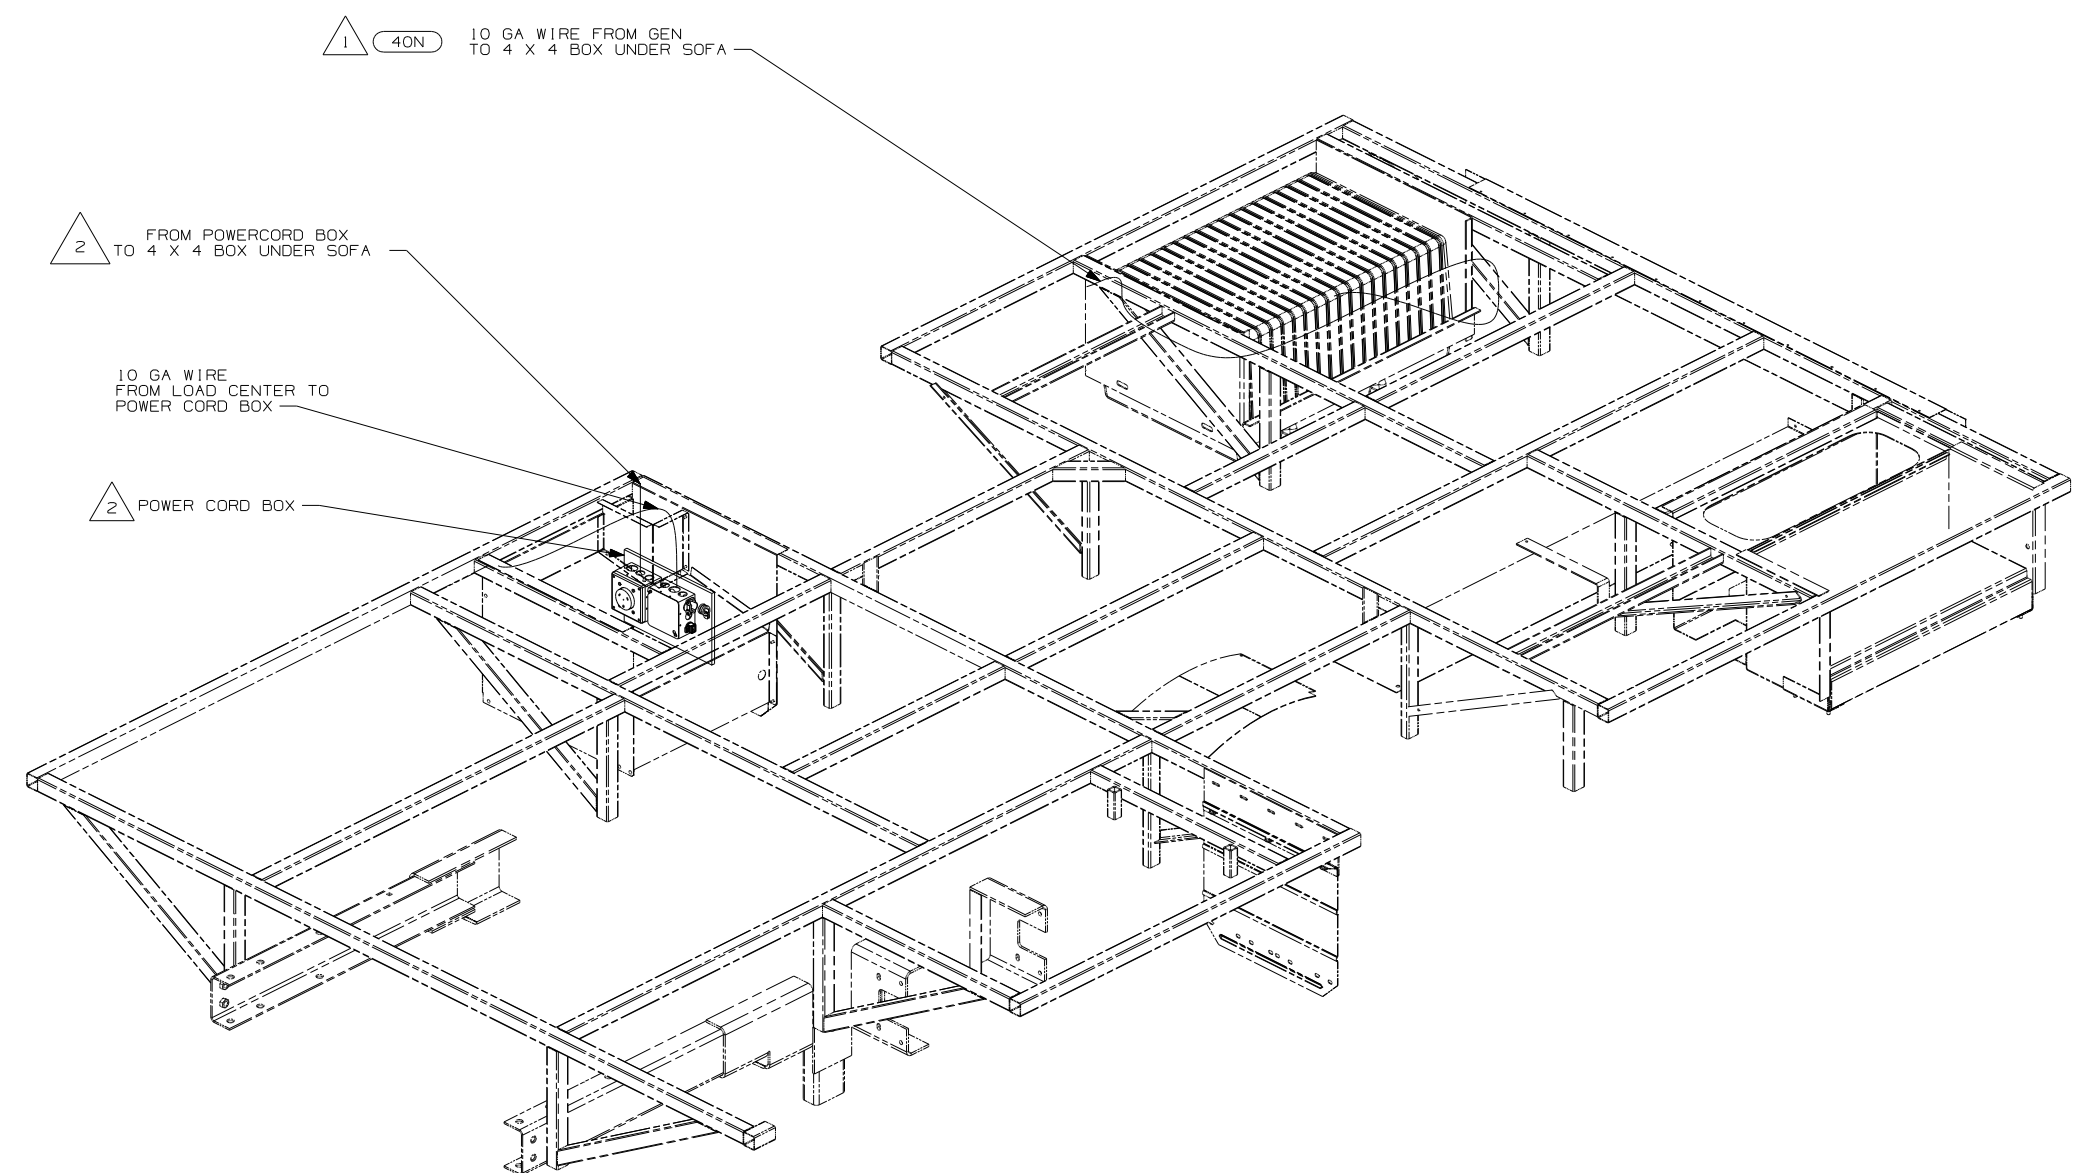 1 40N 10 GA WIRE FROM GEN
TO 4 X 4 BOX UNDER SOFA
2 FROM POWERCORD BOX
TO 4 X 4 BOX UNDER SOFA
10 GA WIRE
FROM LOAD CENTER TO
POWER CORD BOX
2 POWER CORD BOX